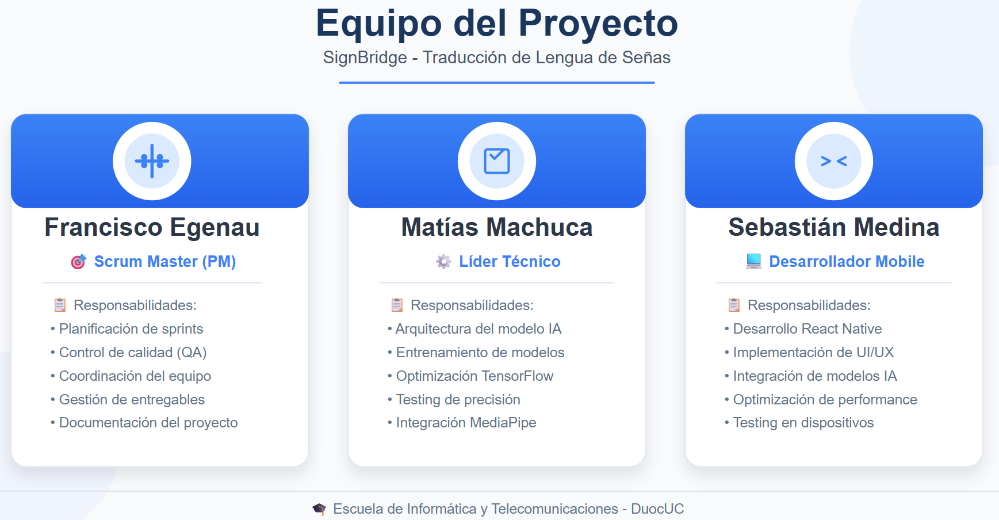 Equipo del Proyecto
SignBridge - Traducción de Lengua de Señas
Francisco Egenau
Scrum Master (PM)
Responsabilidades:
• Planificación de sprints
• Control de calidad (QA)
• Coordinación del equipo
• Gestión de entregables
• Documentación del proyecto
Matías Machuca
Líder Técnico
Responsabilidades:
• Arquitectura del modelo IA
• Entrenamiento de modelos
• Optimización TensorFlow
• Testing de precisión
• Integración MediaPipe
> <
Sebastián Medina
Desarrollador Mobile
Responsabilidades:
• Desarrollo React Native
• Implementación de UI/UX
• Integración de modelos IA
• Optimización de performance
• Testing en dispositivos
Escuela de Informática y Telecomunicaciones - DuocUC